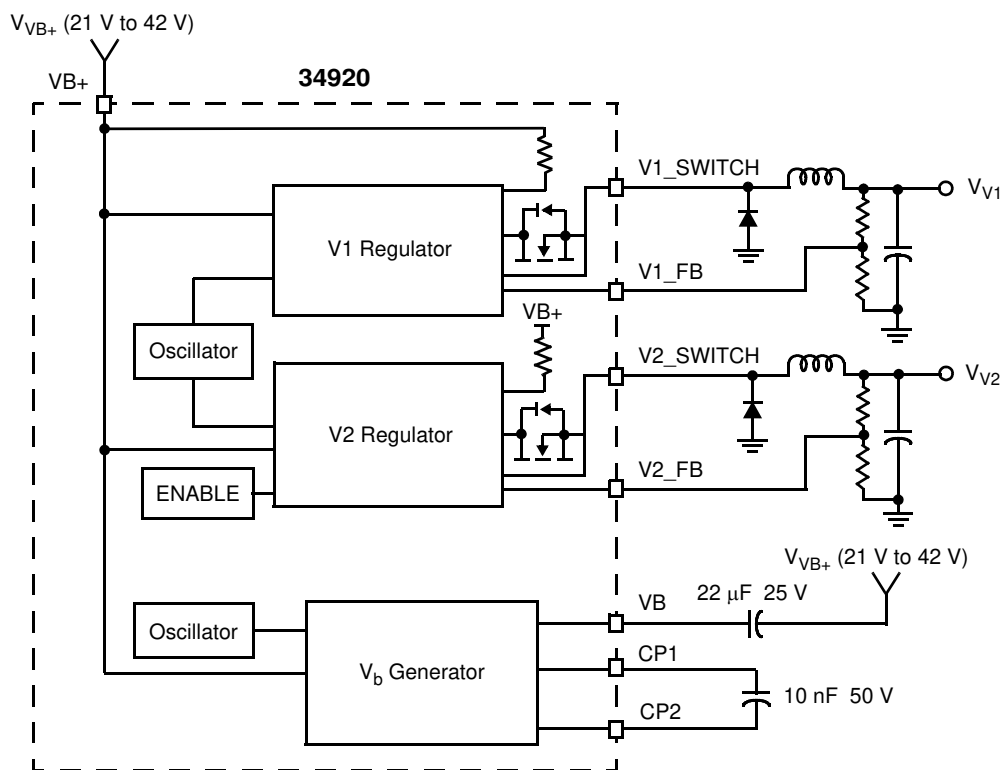 V_VB+ (21 V to 42 V)
VB+
34920
V1_SWITCH
V_V1
V1 Regulator
V1_FB
VB+
Oscillator
V2_SWITCH
V_V2
V2 Regulator
V2_FB
ENABLE
V_VB+ (21 V to 42 V)
VB
22 μF 25 V
Oscillator
CP1
V_b Generator
10 nF 50 V
CP2